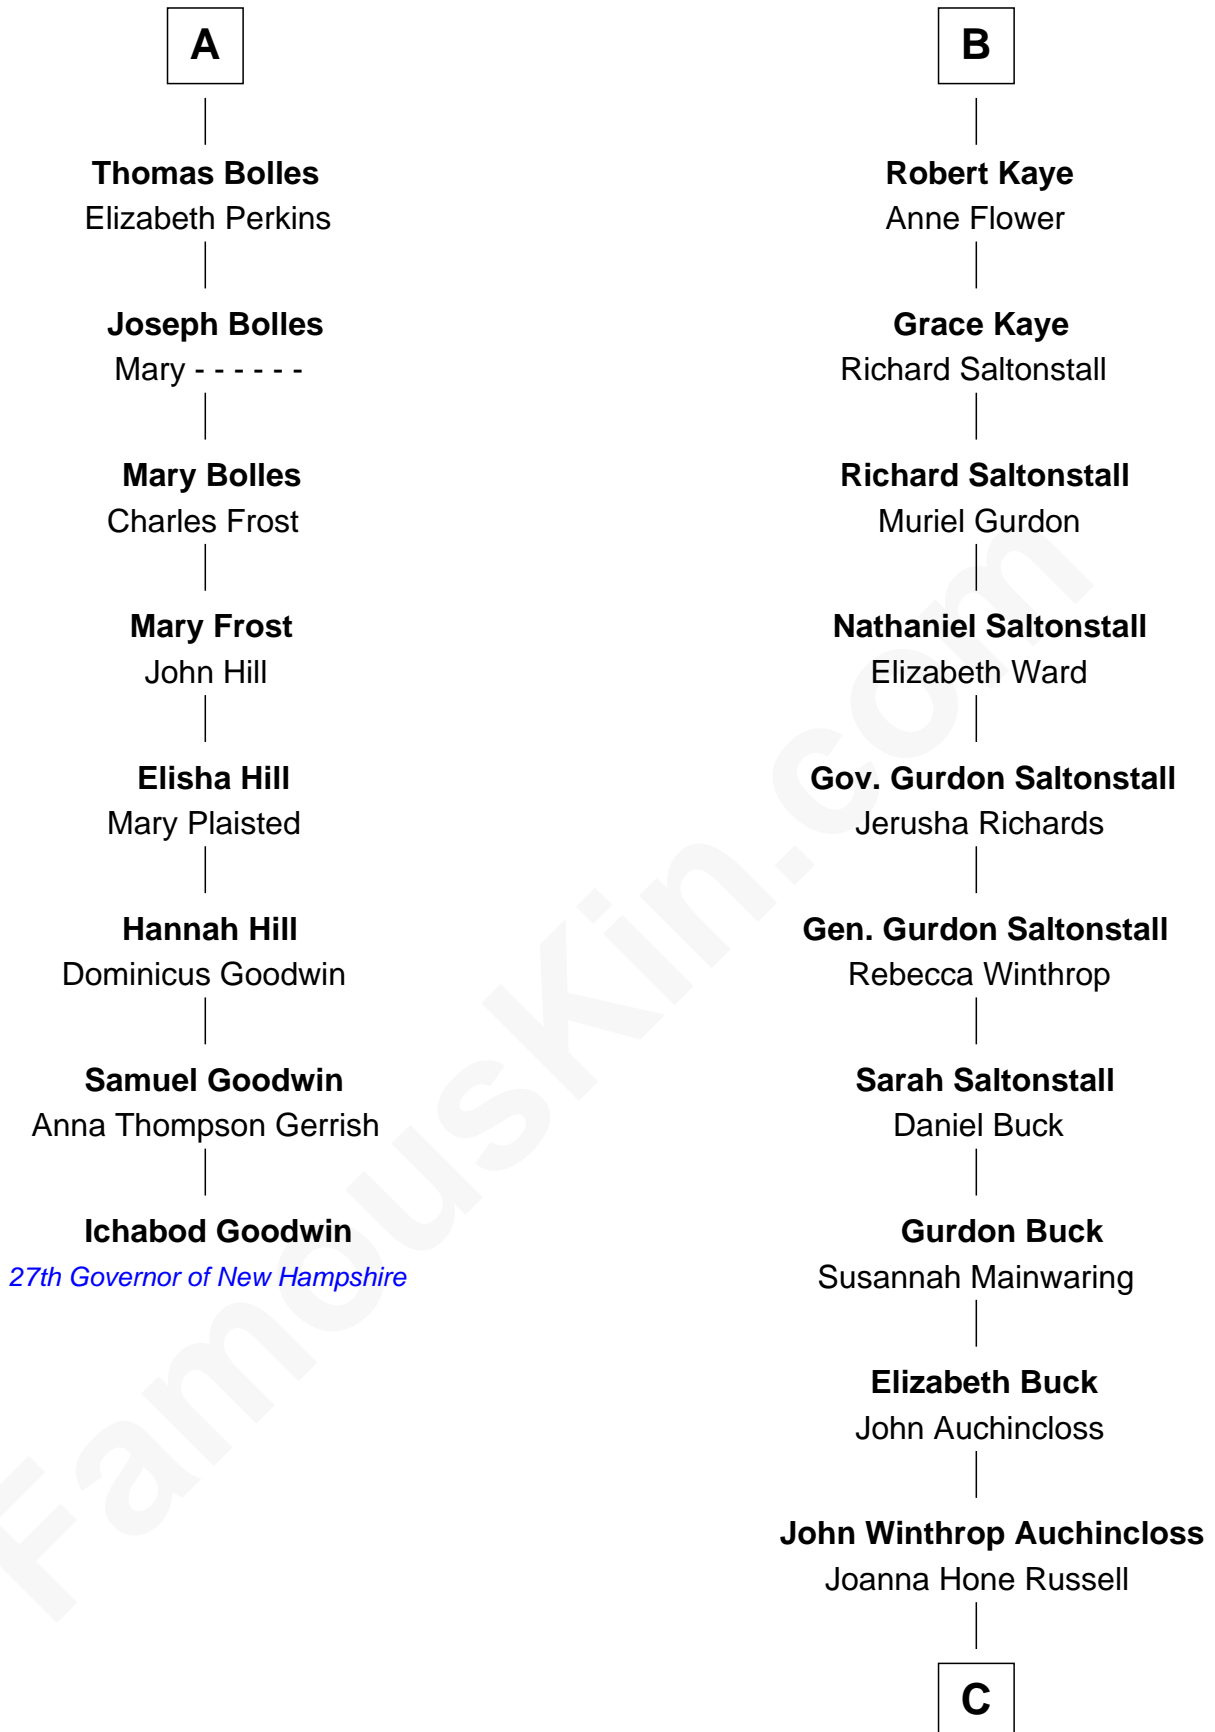 A
Thomas Bolles
Elizabeth Perkins
Joseph Bolles
Mary - - - - - -
Mary Bolles
Charles Frost
Mary Frost
John Hill
Elisha Hill
Mary Plaisted
Hannah Hill
Dominicus Goodwin
Samuel Goodwin
Anna Thompson Gerrish
Ichabod Goodwin
27th Governor of New Hampshire
B
Robert Kaye
Anne Flower
Grace Kaye
Richard Saltonstall
Richard Saltonstall
Muriel Gurdon
Nathaniel Saltonstall
Elizabeth Ward
Gov. Gurdon Saltonstall
Jerusha Richards
Gen. Gurdon Saltonstall
Rebecca Winthrop
Sarah Saltonstall
Daniel Buck
Gurdon Buck
Susannah Mainwaring
Elizabeth Buck
John Auchincloss
John Winthrop Auchincloss
Joanna Hone Russell
C
FamousKin.com